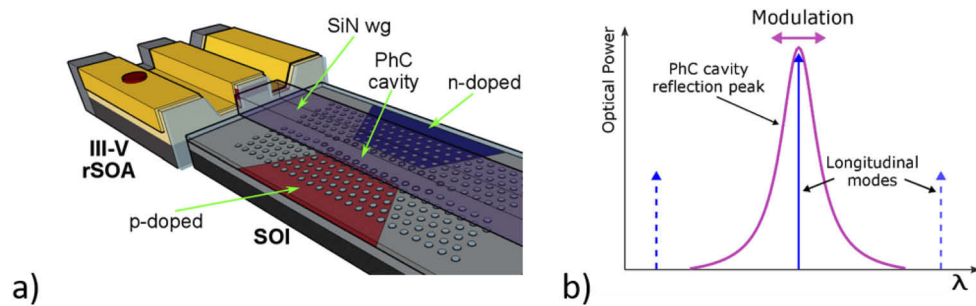 SiN wg
PhC
cavity
n-doped
III-V
rSOA
p-doped
SOI
a)
Modulation
PhC cavity
reflection peak
Optical Power
Longitudinal
modes
λ
b)